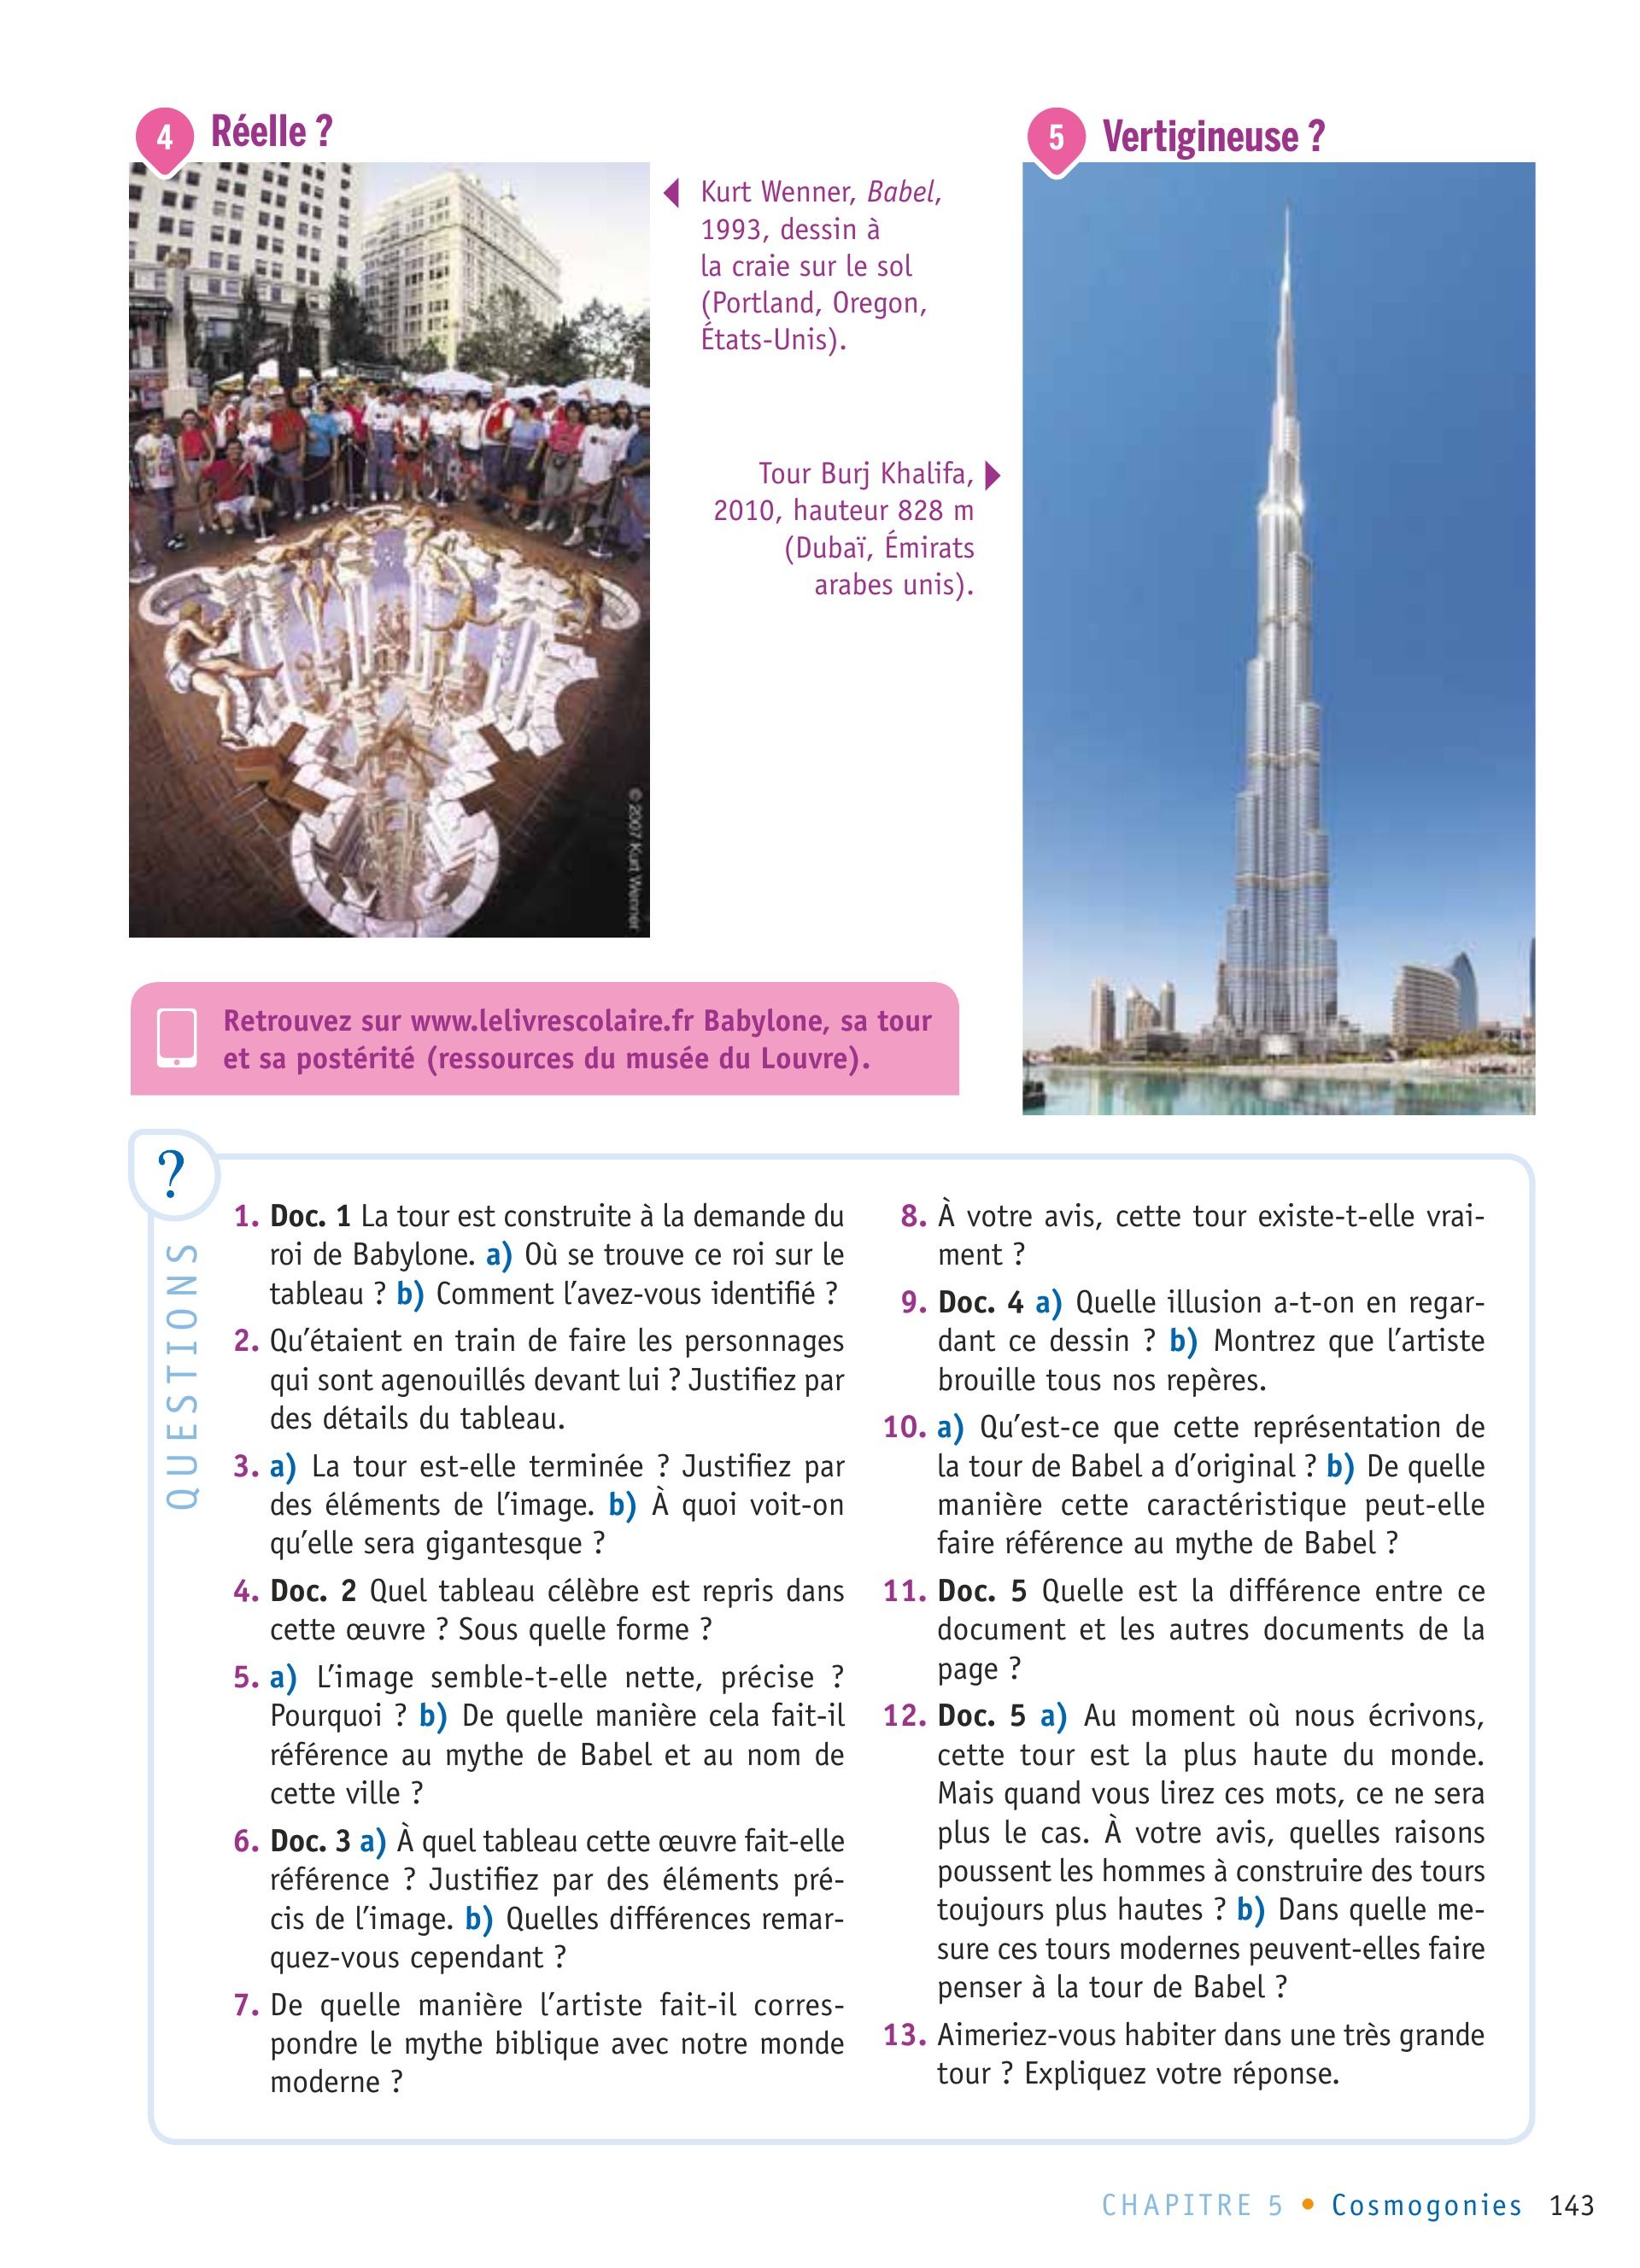 4 Réelle ?
Kurt Wenner, Babel,
1993, dessin à
la craie sur le sol
(Portland, Oregon,
États-Unis).
© 2007 Kurt Wenner
5 Vertigineuse ?
Tour Burj Khalifa,
2010, hauteur 828 m
(Dubaï, Émirats
arabes unis).
Retrouvez sur www.lelivrescolaire.fr Babylone, sa tour
et sa postérité (ressources du musée du Louvre).
?
QUESTIONS
1. Doc. 1 La tour est construite à la demande du
roi de Babylone. a) Où se trouve ce roi sur le
tableau ? b) Comment l’avez-vous identifié ?
2. Qu’étaient en train de faire les personnages
qui sont agenouillés devant lui ? Justifiez par
des détails du tableau.
3. a) La tour est-elle terminée ? Justifiez par
des éléments de l’image. b) À quoi voit-on
qu’elle sera gigantesque ?
4. Doc. 2 Quel tableau célèbre est repris dans
cette œuvre ? Sous quelle forme ?
5. a) L’image semble-t-elle nette, précise ?
Pourquoi ? b) De quelle manière cela fait-il
référence au mythe de Babel et au nom de
cette ville ?
6. Doc. 3 a) À quel tableau cette œuvre fait-elle
référence ? Justifiez par des éléments pré-
cis de l’image. b) Quelles différences remar-
quez-vous cependant ?
7. De quelle manière l’artiste fait-il corres-
pondre le mythe biblique avec notre monde
moderne ?
8. À votre avis, cette tour existe-t-elle vrai-
ment ?
9. Doc. 4 a) Quelle illusion a-t-on en regar-
dant ce dessin ? b) Montrez que l’artiste
brouille tous nos repères.
10. a) Qu’est-ce que cette représentation de
la tour de Babel a d’original ? b) De quelle
manière cette caractéristique peut-elle
faire référence au mythe de Babel ?
11. Doc. 5 Quelle est la différence entre ce
document et les autres documents de la
page ?
12. Doc. 5 a) Au moment où nous écrivons,
cette tour est la plus haute du monde.
Mais quand vous lirez ces mots, ce ne sera
plus le cas. À votre avis, quelles raisons
poussent les hommes à construire des tours
toujours plus hautes ? b) Dans quelle me-
sure ces tours modernes peuvent-elles faire
penser à la tour de Babel ?
13. Aimeriez-vous habiter dans une très grande
tour ? Expliquez votre réponse.
CHAPITRE 5 • Cosmogonies 143